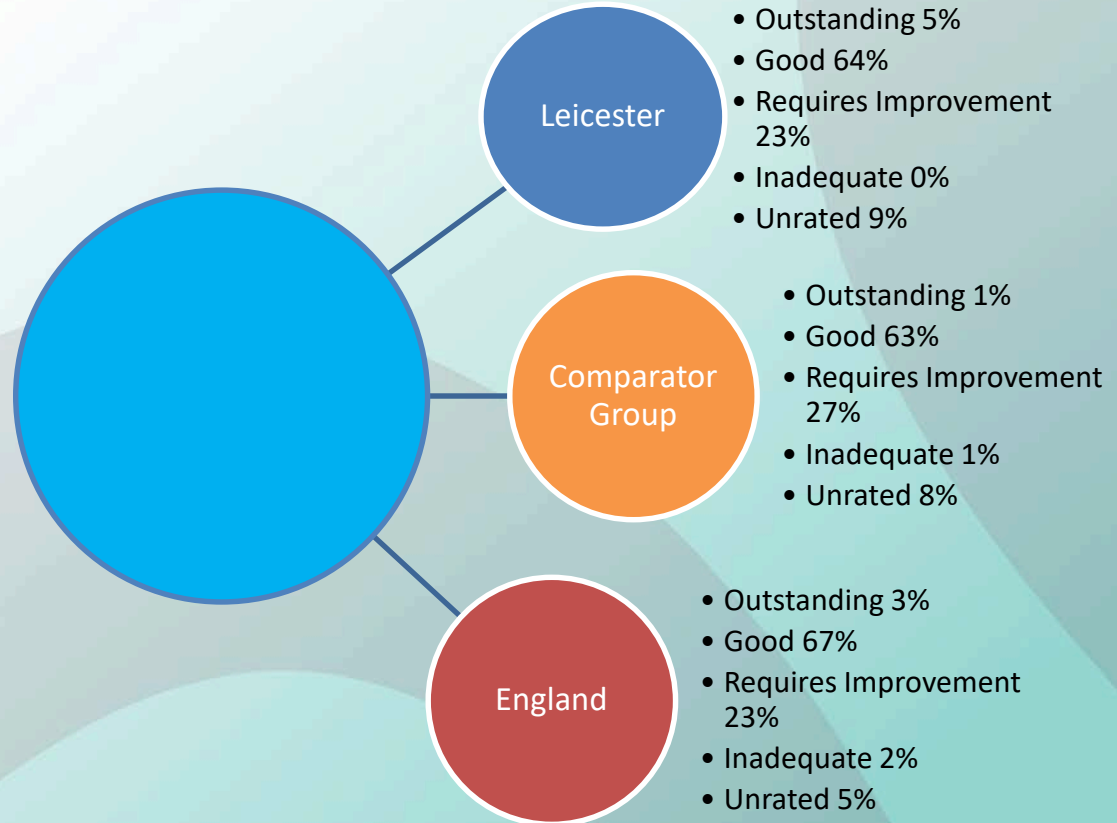 Leicester
• Outstanding 5%
• Good 64%
• Requires Improvement
23%
• Inadequate 0%
• Unrated 9%
Comparator
Group
• Outstanding 1%
• Good 63%
• Requires Improvement
27%
• Inadequate 1%
• Unrated 8%
England
• Outstanding 3%
• Good 67%
• Requires Improvement
23%
• Inadequate 2%
• Unrated 5%